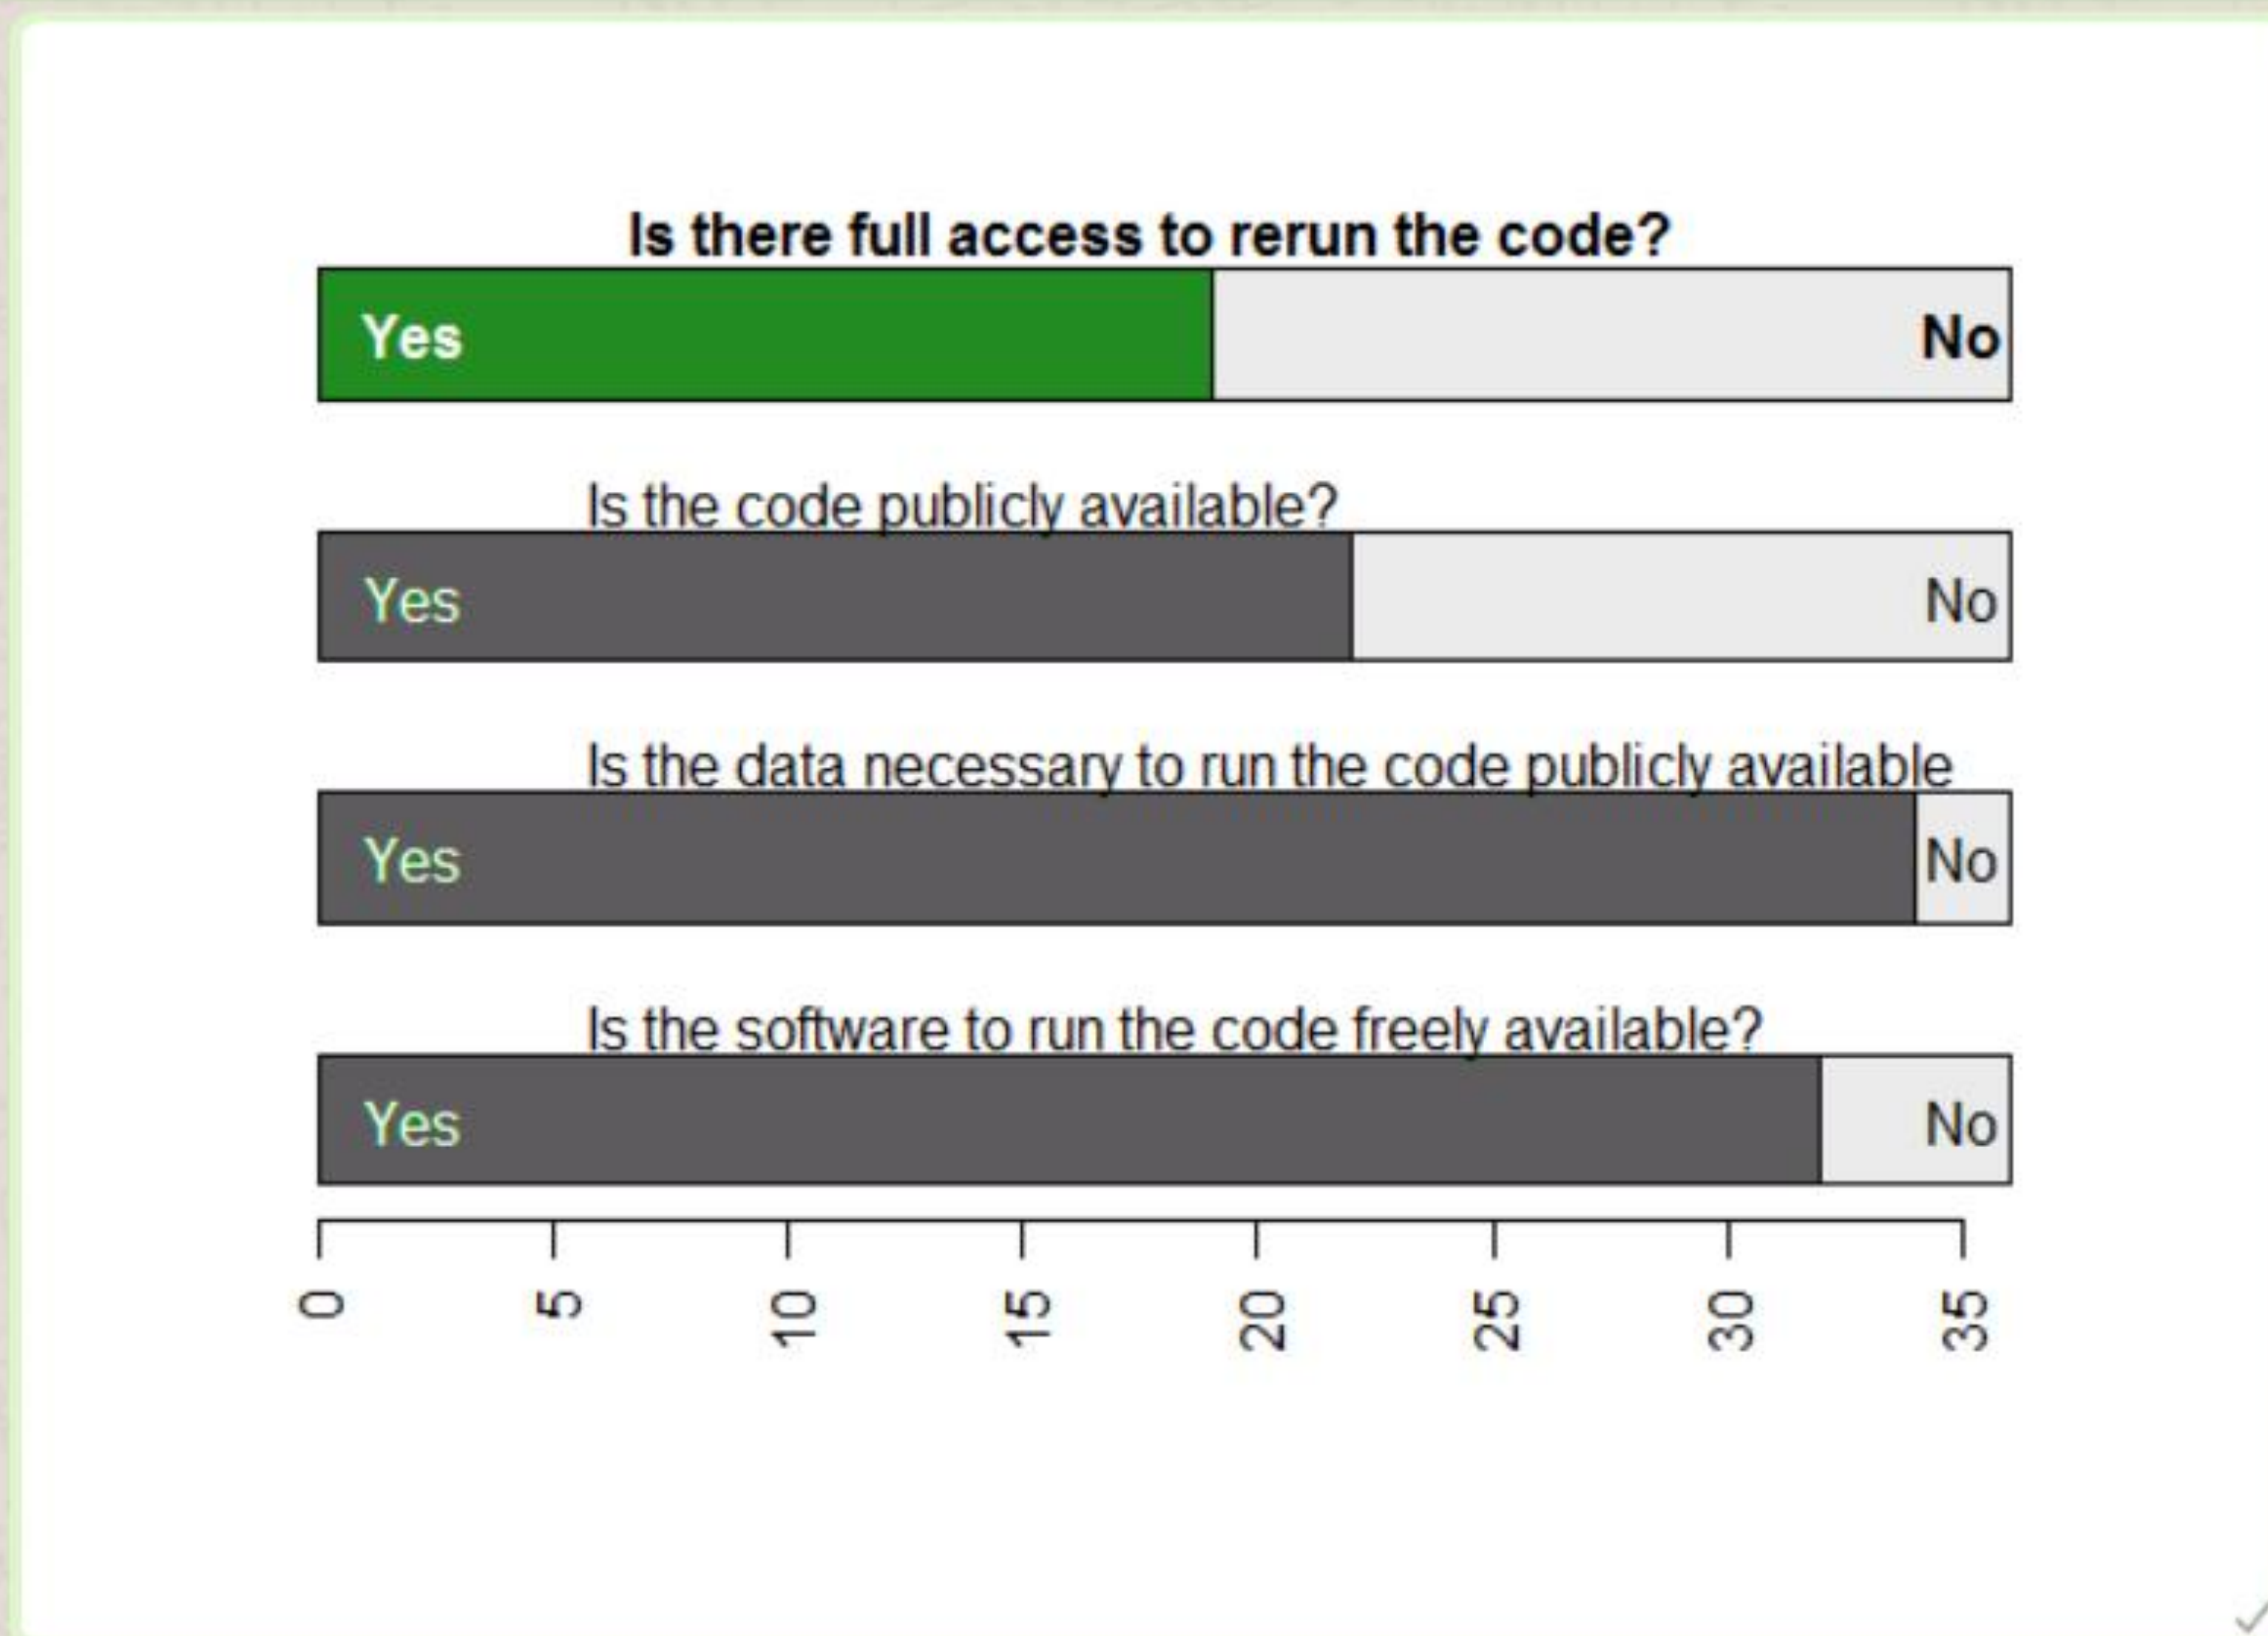 Is there full access to rerun the code?
Yes No
Is the code publicly available?
Yes No
Is the data necessary to run the code publicly available
Yes No
Is the software to run the code freely available?
Yes No
0 5 10 15 20 25 30 35